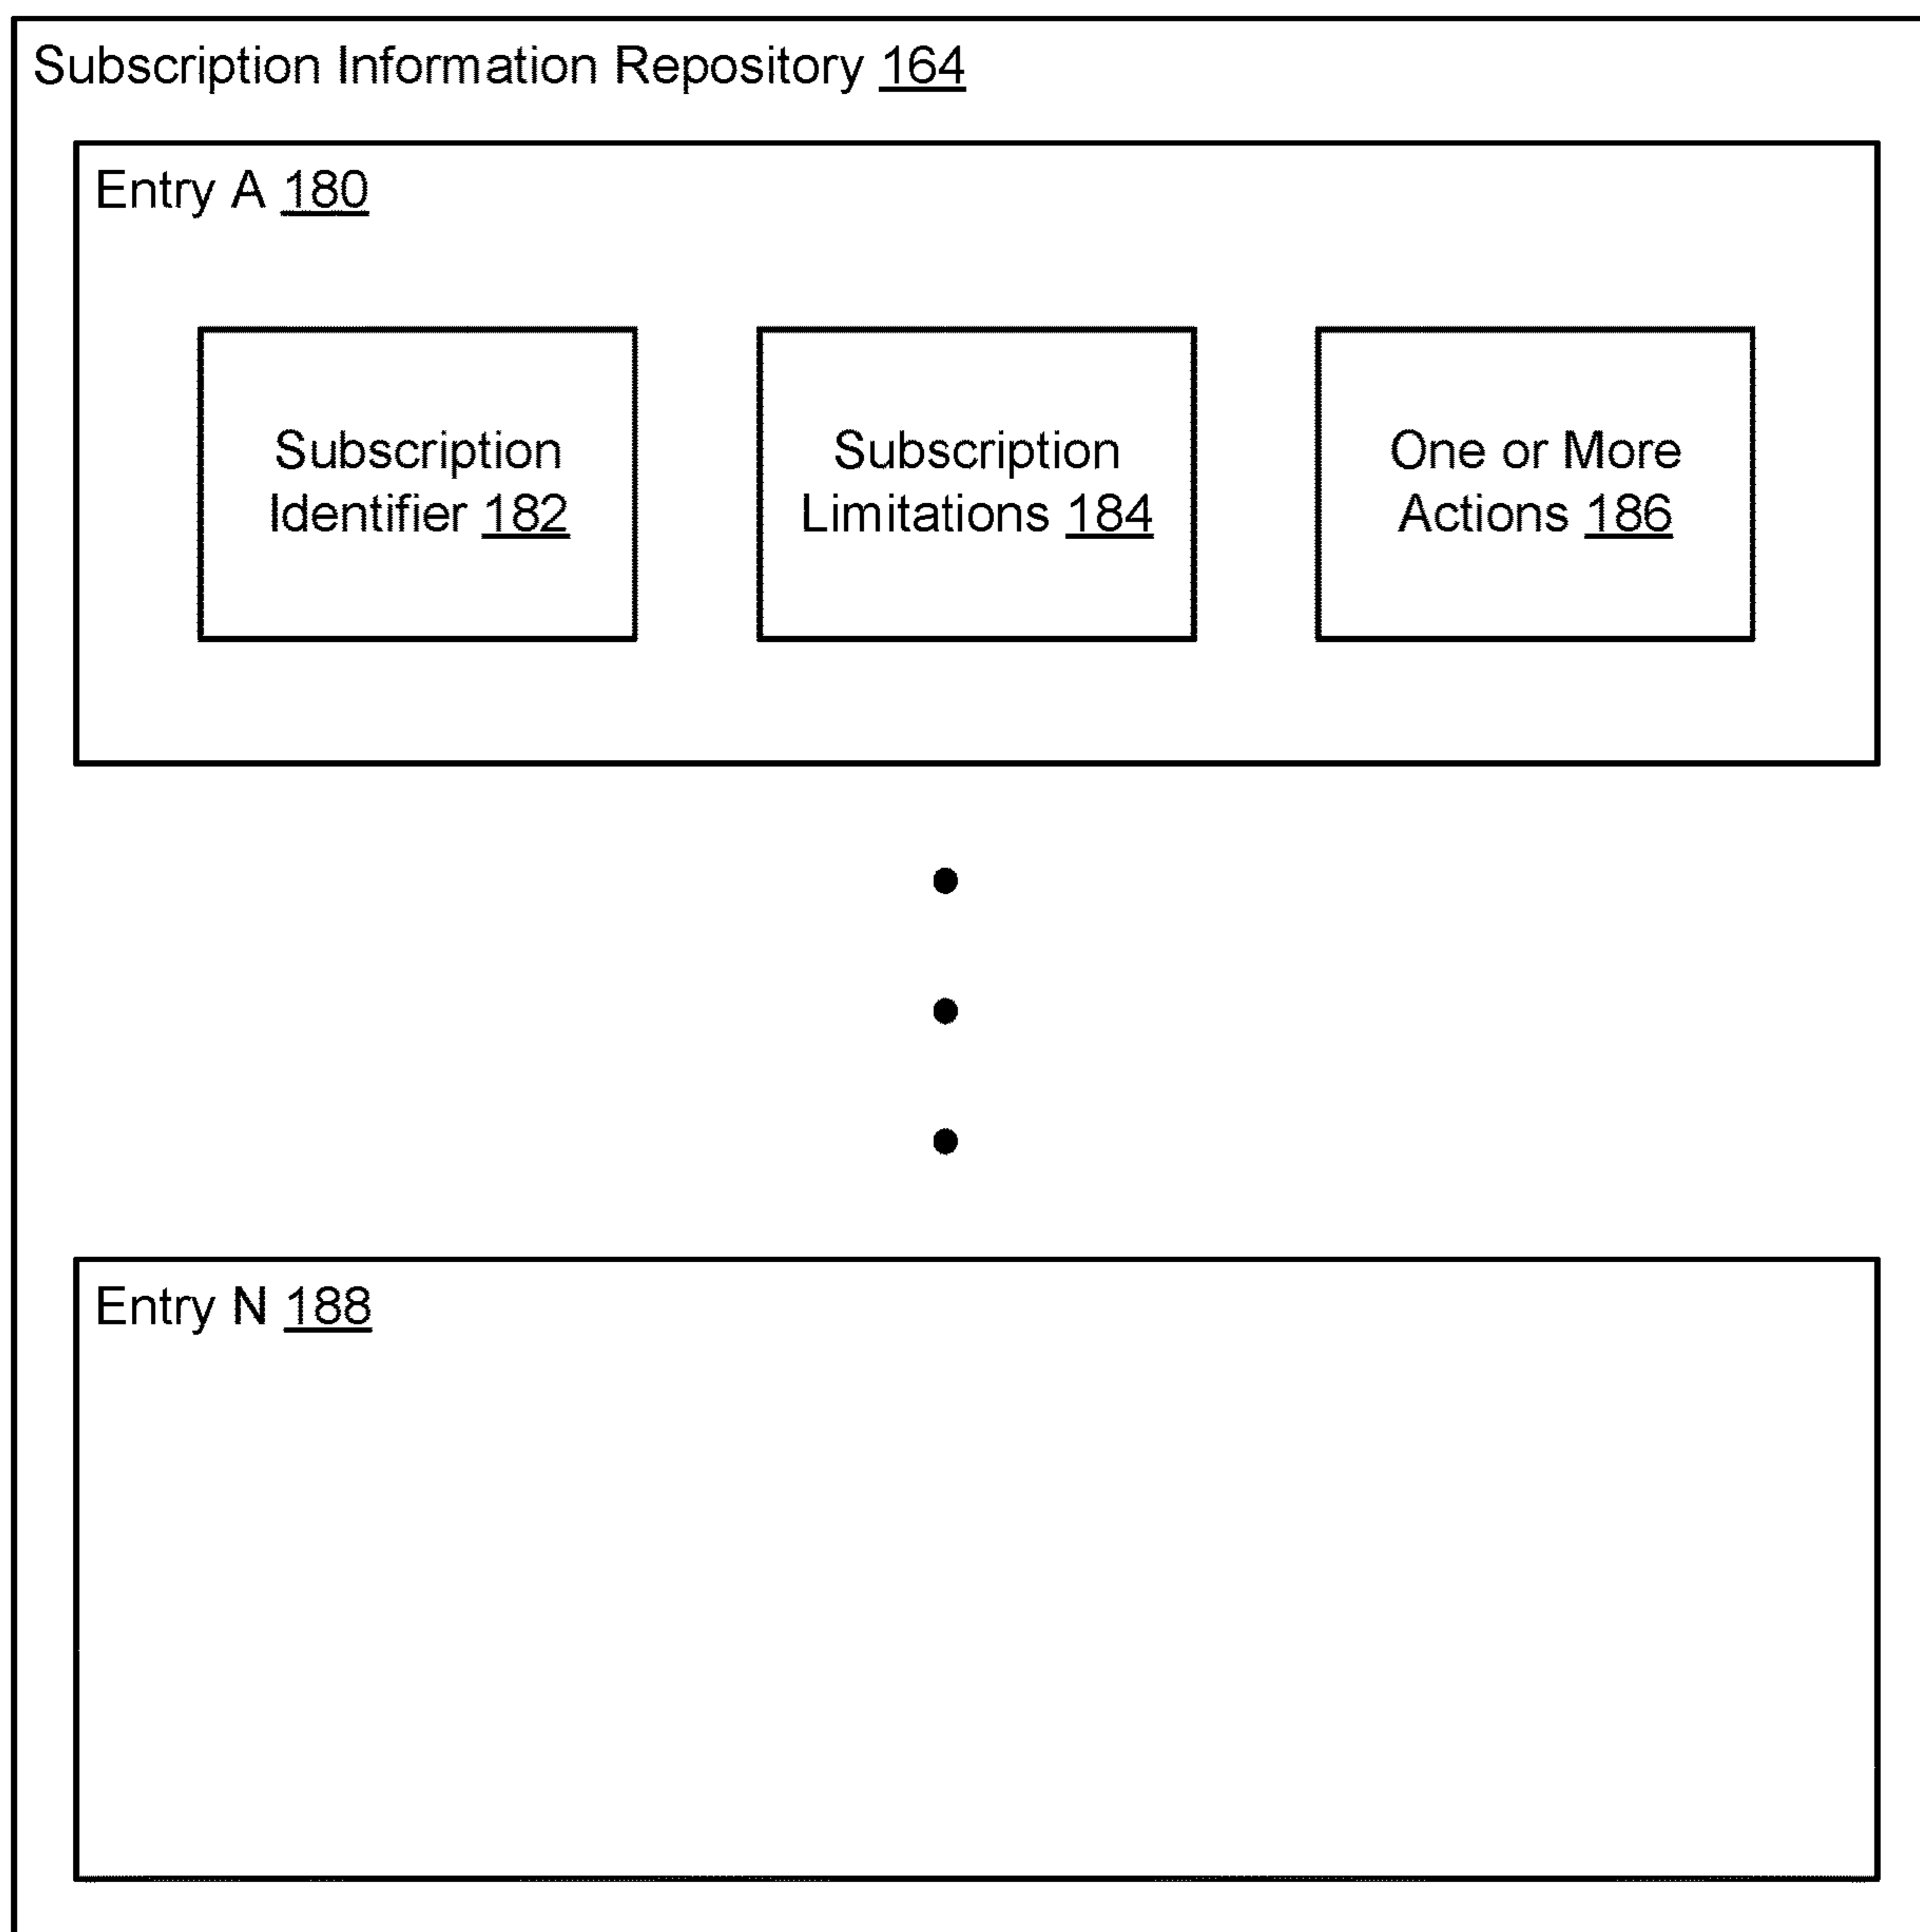 Subscription Information Repository 164
Entry A 180
Subscription
Identifier 182
Subscription
Limitations 184
One or More
Actions 186
Entry N 188